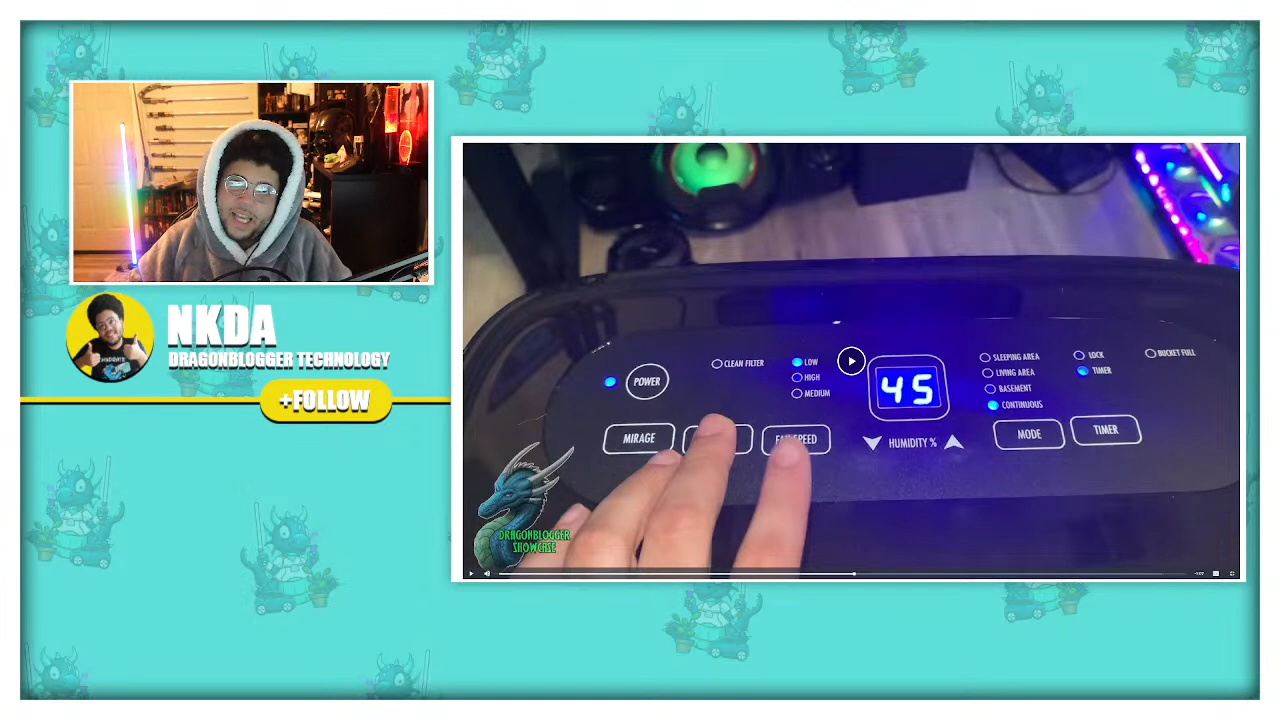 NKDA
DRAGONBLOGGER TECHNOLOGY
+FOLLOW
POWER
CLEAN FILTER
LOW
HIGH
MEDIUM
45
SLEEPING AREA
LIVING AREA
BASEMENT
CONTINUOUS
LOCK
TIMER
BUCKET FULL
MIRAGE
SPEED
HUMIDITY %
MODE
TIMER
DRAGONBLOGGER
SHOWCASE